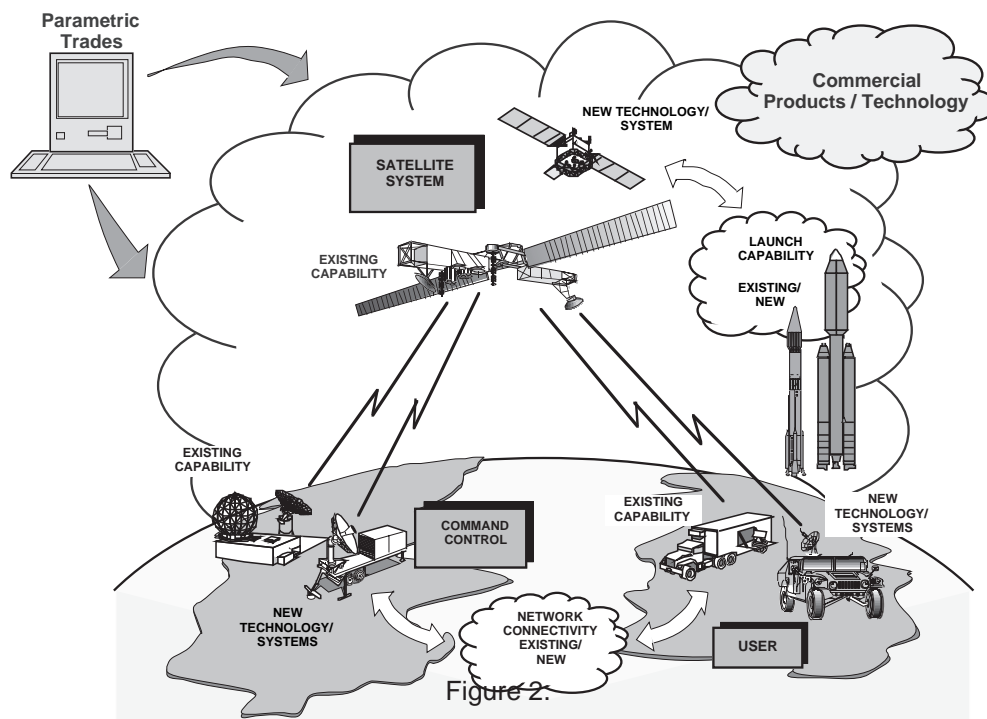 Parametric
Trades
Commercial
Products / Technology
NEW TECHNOLOGY/
SYSTEM
SATELLITE
SYSTEM
EXISTING
CAPABILITY
LAUNCH
CAPABILITY
EXISTING/
NEW
EXISTING
CAPABILITY
COMMAND
CONTROL
EXISTING
CAPABILITY
NEW
TECHNOLOGY/
SYSTEMS
NEW
TECHNOLOGY/
SYSTEMS
NETWORK
CONNECTIVITY
EXISTING/
NEW
USER
Figure 2.